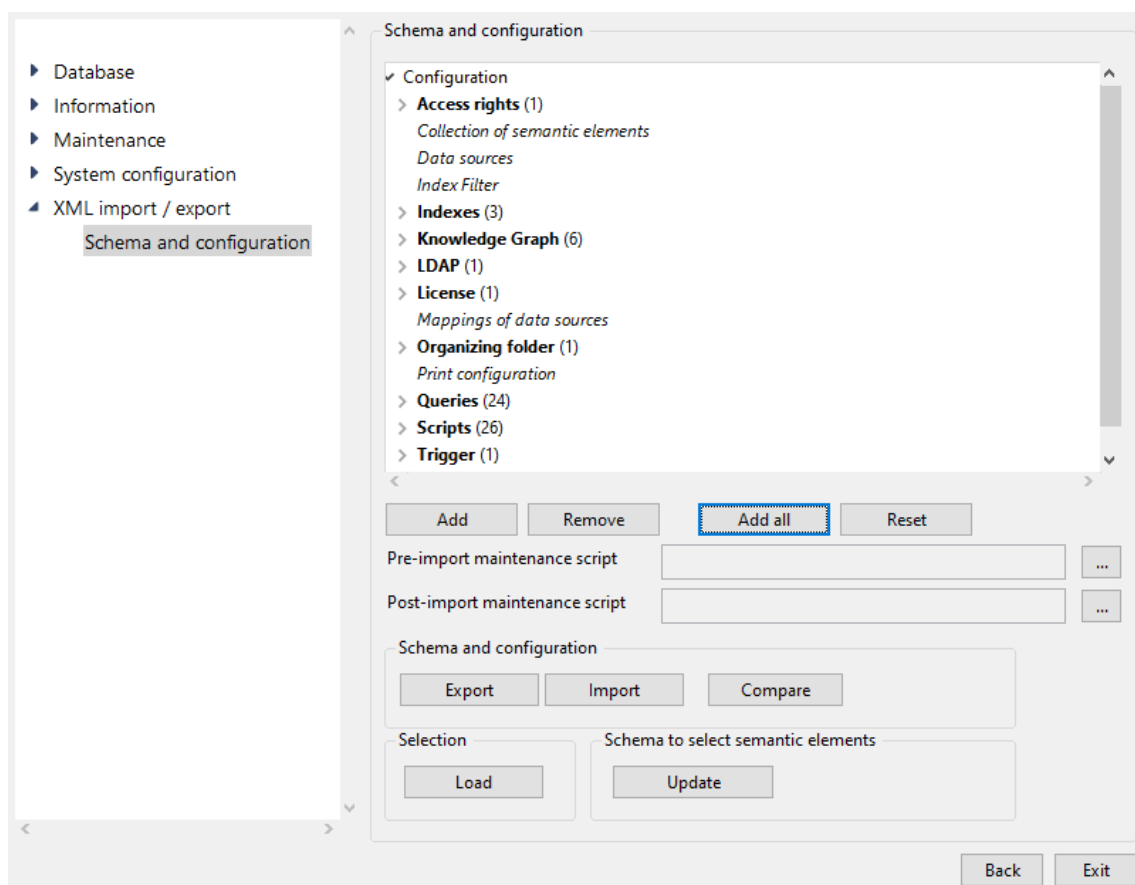 Database
Information
Maintenance
System configuration
XML import / export
Schema and configuration
Schema and configuration
Configuration
Access rights (1)
Collection of semantic elements
Data sources
Index Filter
Indexes (3)
Knowledge Graph (6)
LDAP (1)
License (1)
Mappings of data sources
Organizing folder (1)
Print configuration
Queries (24)
Scripts (26)
Trigger (1)
Add Remove Add all Reset
Pre-import maintenance script ...
Post-import maintenance script ...
Schema and configuration
Export Import Compare
Selection Schema to select semantic elements
Load Update
Back Exit